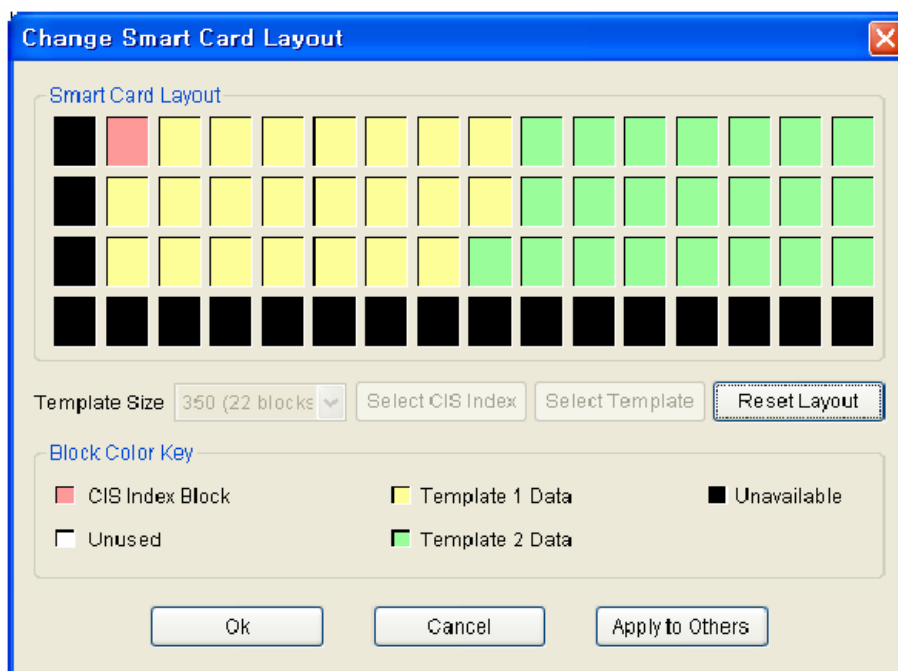 Change Smart Card Layout
Smart Card Layout
Template Size 350 (22 blocks Select CIS Index Select Template Reset Layout
Block Color Key
CIS Index Block Template 1 Data Unavailable
Unused Template 2 Data
Ok Cancel Apply to Others